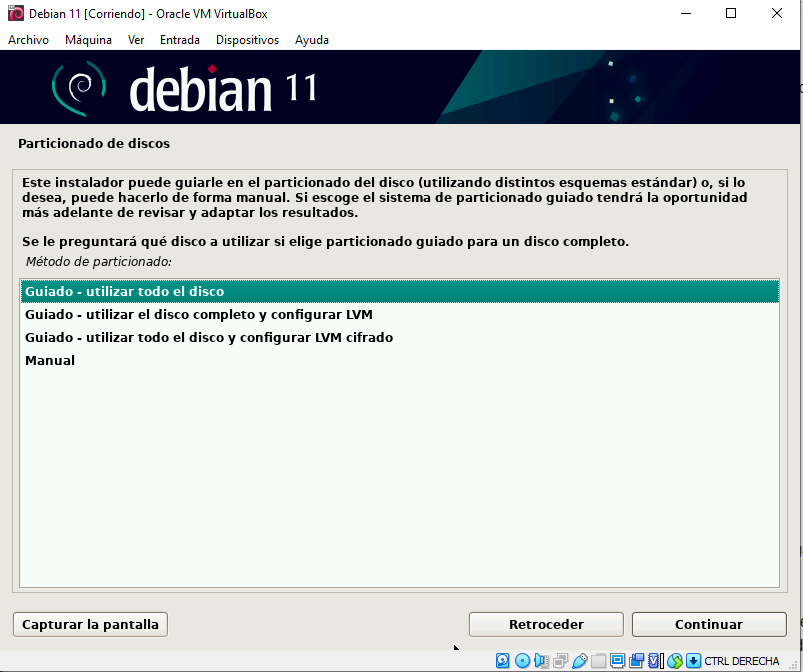 Debian 11 [Corriendo] - Oracle VM VirtualBox
Archivo Máquina Ver Entrada Dispositivos Ayuda
debian 11
Particionado de discos
Este instalador puede guiarle en el particionado del disco (utilizando distintos esquemas estándar) o, si lo
desea, puede hacerlo de forma manual. Si escoge el sistema de particionado guiado tendrá la oportunidad
más adelante de revisar y adaptar los resultados.
Se le preguntará qué disco a utilizar si elige particionado guiado para un disco completo.
Método de particionado:
Guiado - utilizar todo el disco
Guiado - utilizar el disco completo y configurar LVM
Guiado - utilizar todo el disco y configurar LVM cifrado
Manual
Capturar la pantalla Retroceder Continuar
CTRL DERECHA